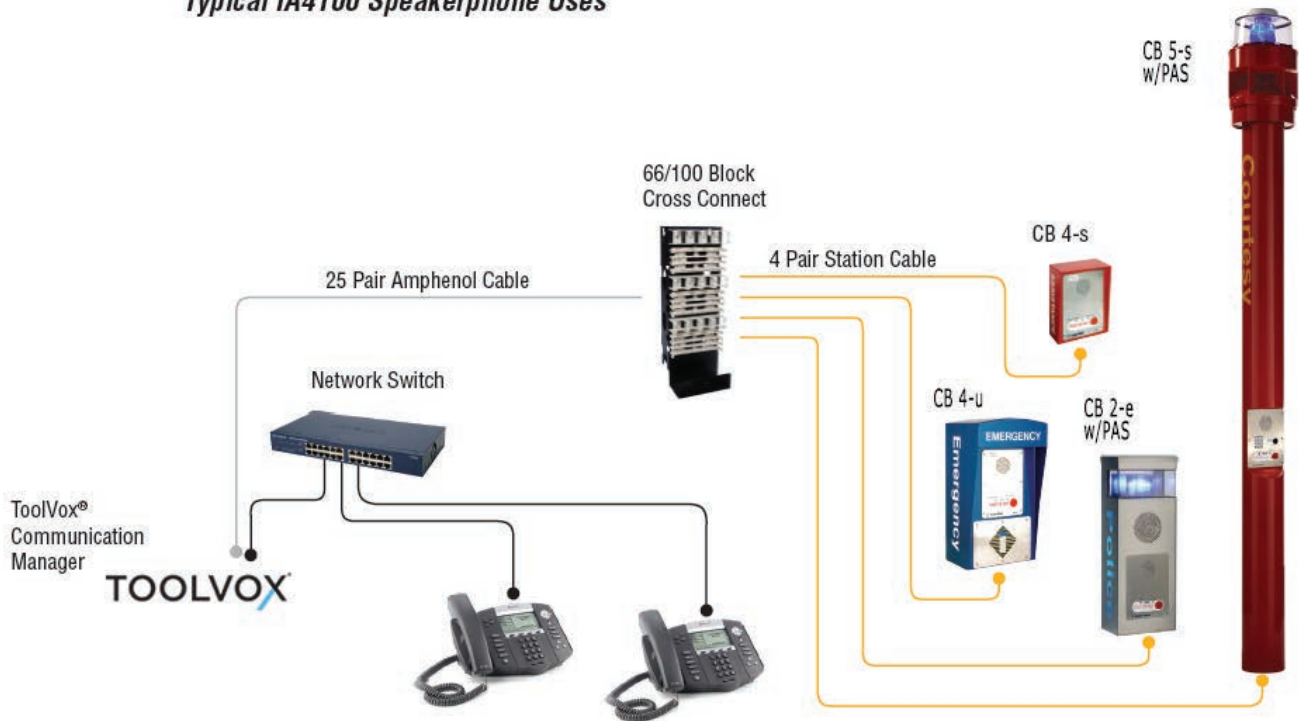 Typical IA4100 Speakerphone Uses
CB 5-s
w/PAS
Courtesy
66/100 Block
Cross Connect
CB 4-s
4 Pair Station Cable
25 Pair Amphenol Cable
Network Switch
CB 4-u
EMERGENCY
Emergency
CB 2-e
w/PAS
Police
ToolVox®
Communication
Manager
TOOLVOX